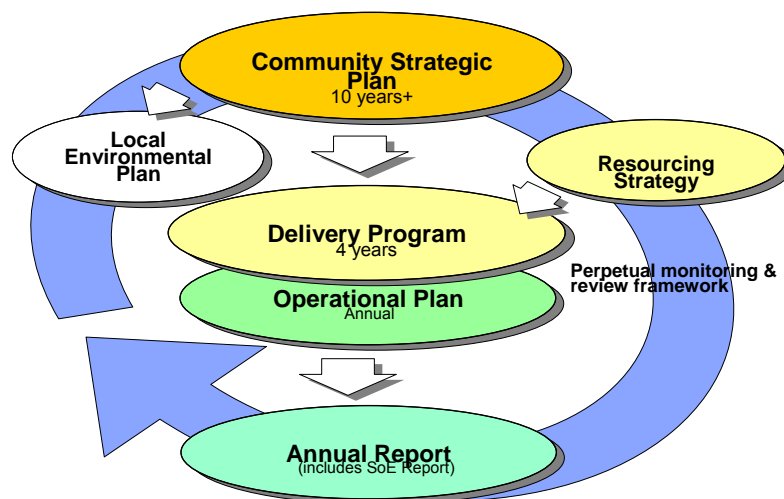 Community Strategic
Plan
10 years+
Local
Environmental
Plan
Resourcing
Strategy
Delivery Program
4 years
Perpetual monitoring &
review framework
Operational Plan
Annual
Annual Report
(includes SoE Report)